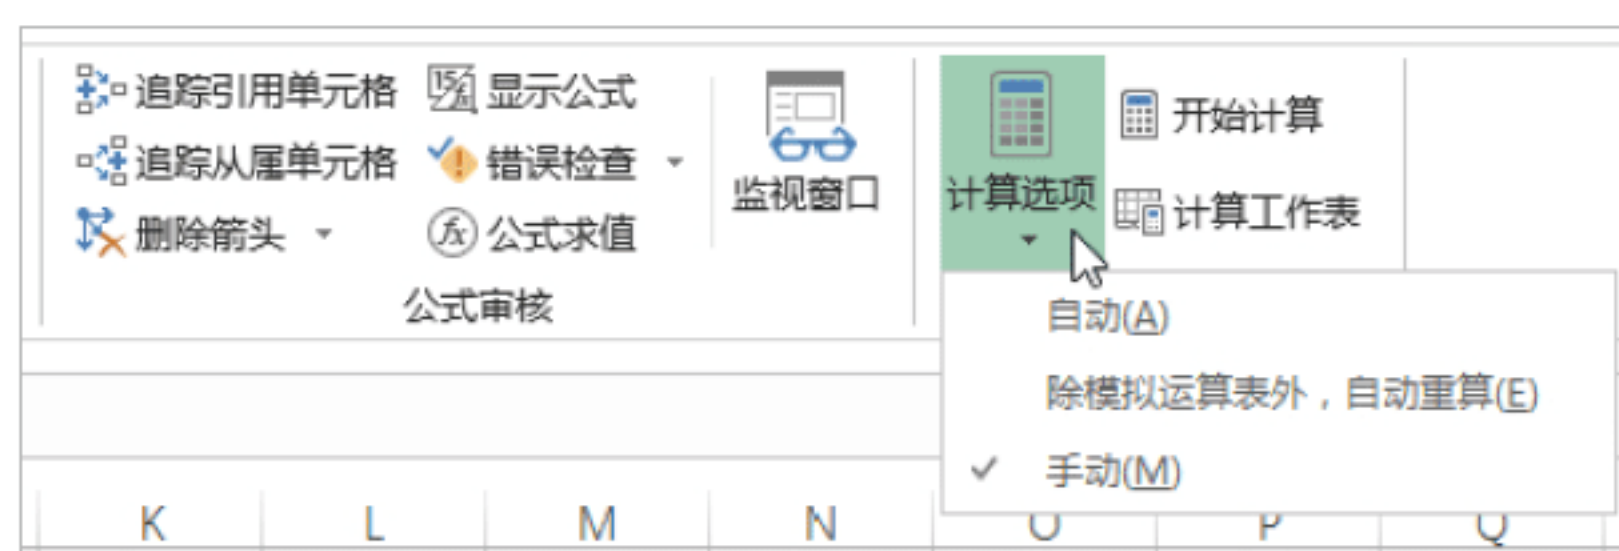 追踪引用单元格
追踪从属单元格
删除箭头
显示公式
错误检查
公式求值
公式审核
监视窗口
计算选项
开始计算
计算工作表
自动(A)
除模拟运算表外，自动重算(E)
手动(M)
K L M N O P Q